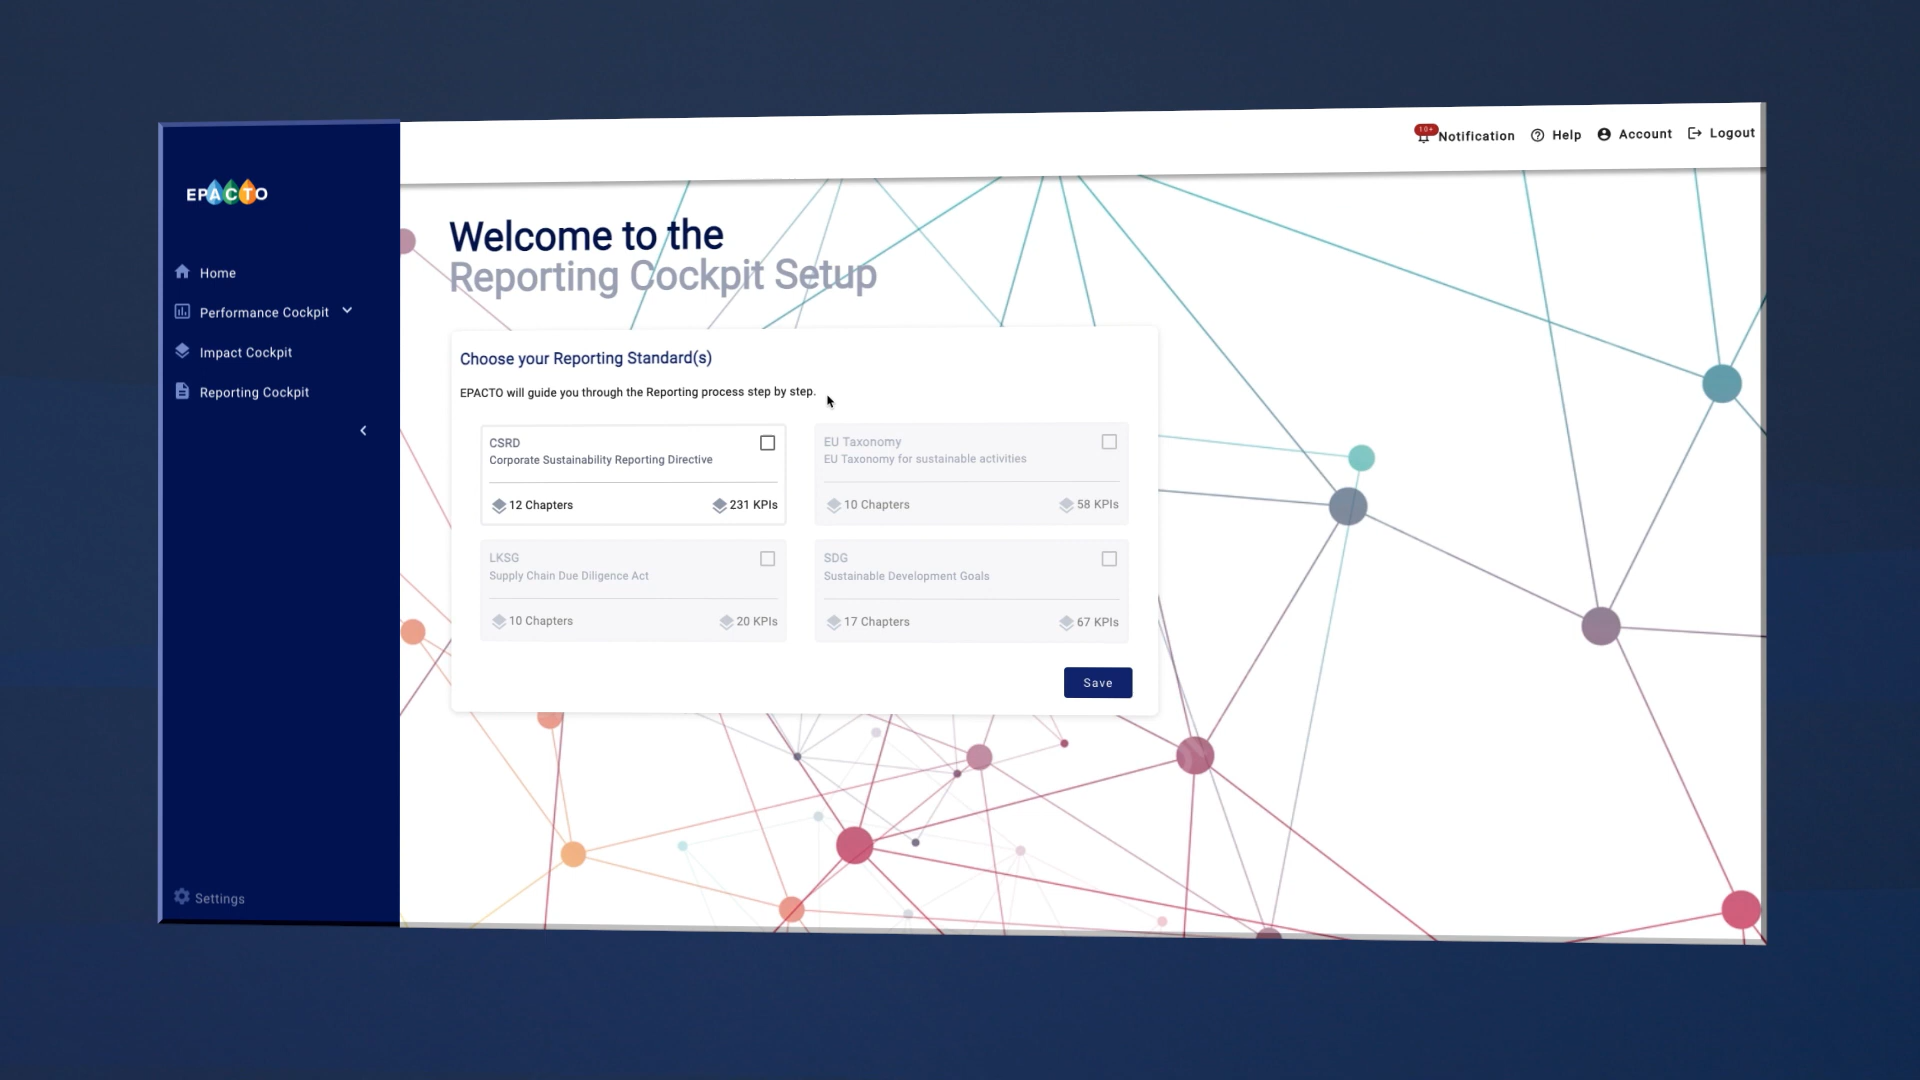 EPACTO
Home
Performance Cockpit
Impact Cockpit
Reporting Cockpit
Settings
10+
Notification
Help
Account
Logout
Welcome to the
Reporting Cockpit Setup
Choose your Reporting Standard(s)
EPACTO will guide you through the Reporting process step by step.
CSRD
Corporate Sustainability Reporting Directive
12 Chapters
231 KPIs
EU Taxonomy
EU Taxonomy for sustainable activities
10 Chapters
58 KPIs
LKSG
Supply Chain Due Diligence Act
10 Chapters
20 KPIs
SDG
Sustainable Development Goals
17 Chapters
67 KPIs
Save